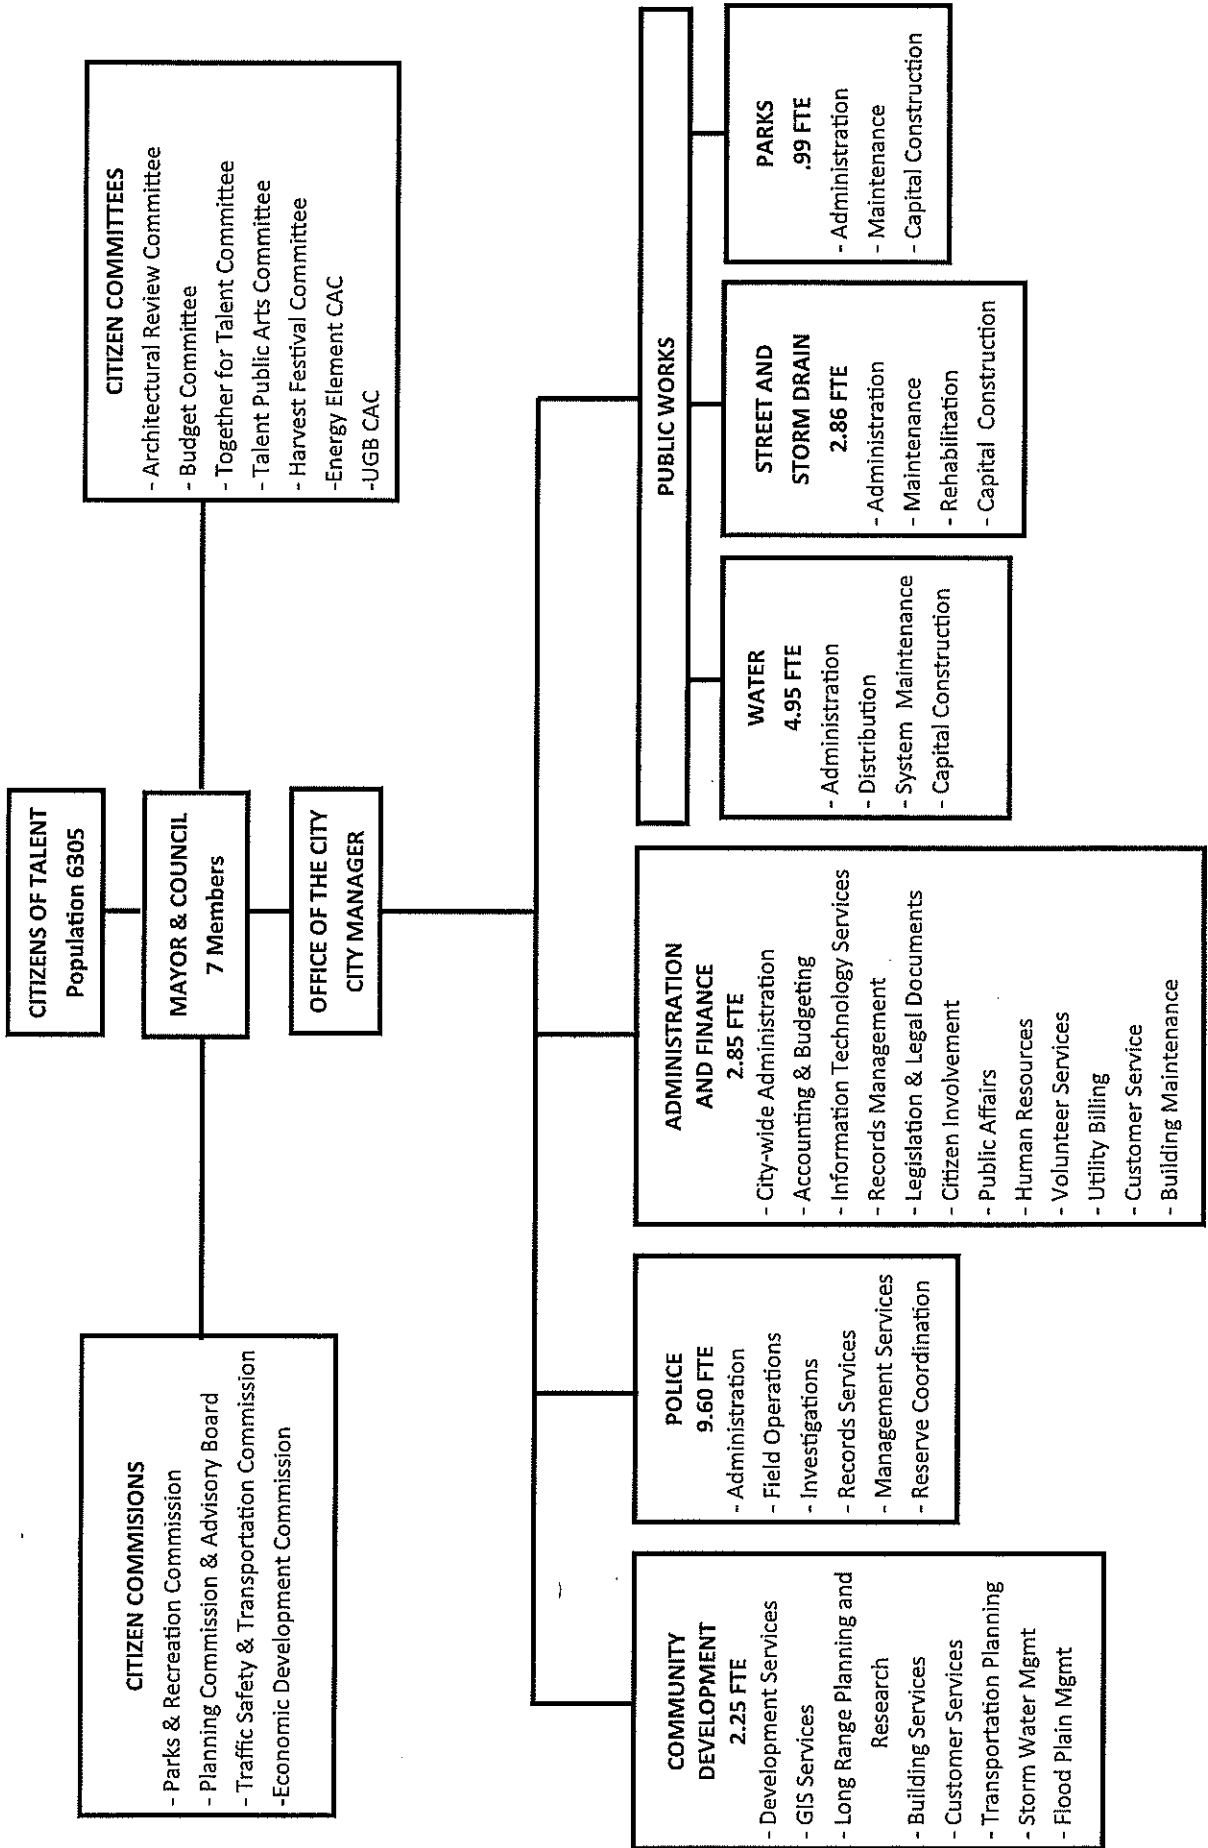 CITIZENS OF TALENT
Population 6305
MAYOR & COUNCIL
7 Members
OFFICE OF THE CITY
CITY MANAGER
CITIZEN COMMISIONS
- Parks & Recreation Commission
- Planning Commission & Advisory Board
- Traffic Safety & Transportation Commission
-Economic Development Commission
CITIZEN COMMITTEES
- Architectural Review Committee
- Budget Committee
- Together for Talent Committee
- Talent Public Arts Committee
- Harvest Festival Committee
-Energy Element CAC
-UGB CAC
COMMUNITY
DEVELOPMENT
2.25 FTE
- Development Services
- GIS Services
- Long Range Planning and
Research
- Building Services
- Customer Services
- Transportation Planning
- Storm Water Mgmt
- Flood Plain Mgmt
POLICE
9.60 FTE
- Administration
- Field Operations
- Investigations
- Records Services
- Management Services
- Reserve Coordination
ADMINISTRATION
AND FINANCE
2.85 FTE
- City-wide Administration
- Accounting & Budgeting
- Information Technology Services
- Records Management
- Legislation & Legal Documents
- Citizen Involvement
- Public Affairs
- Human Resources
- Volunteer Services
- Utility Billing
- Customer Service
- Building Maintenance
PUBLIC WORKS
WATER
4.95 FTE
- Administration
- Distribution
- System Maintenance
- Capital Construction
STREET AND
STORM DRAIN
2.86 FTE
- Administration
- Maintenance
- Rehabilitation
- Capital Construction
PARKS
.99 FTE
- Administration
- Maintenance
- Capital Construction